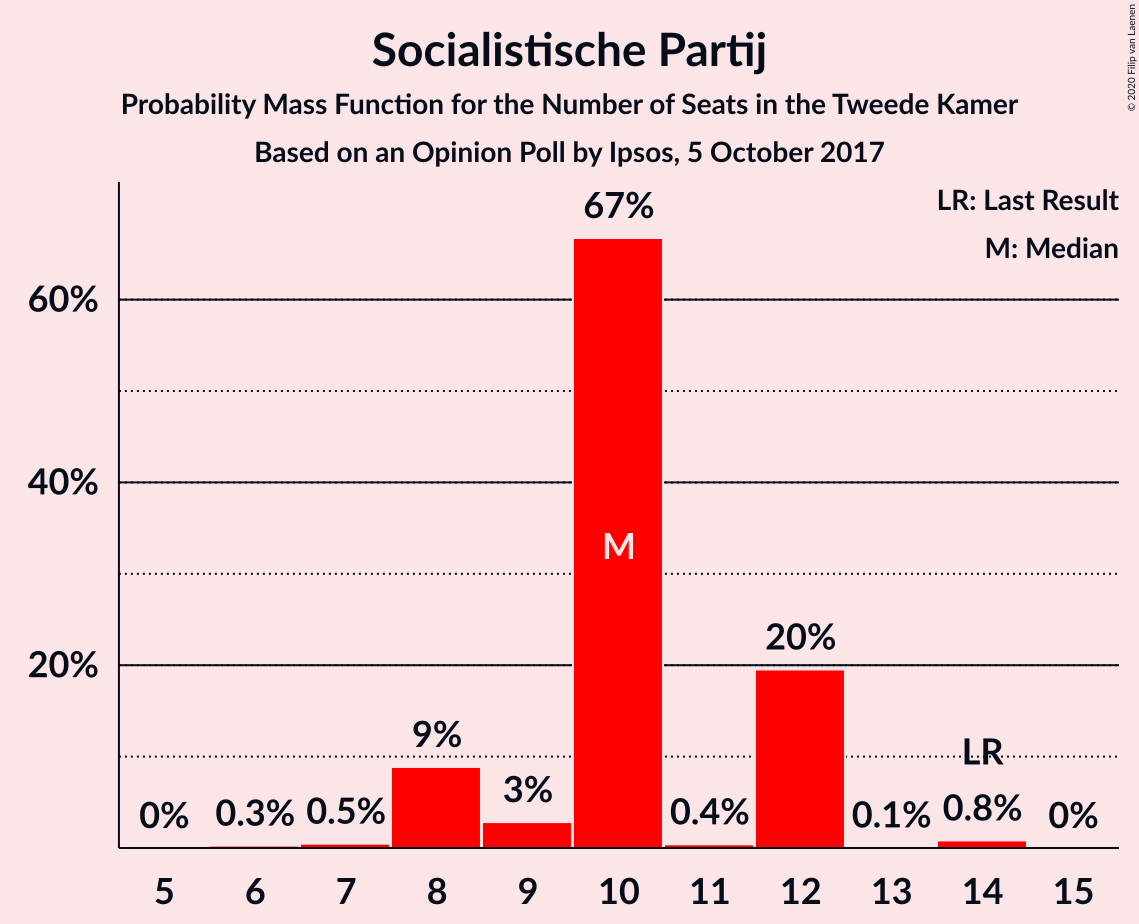 Socialistische Partij
Probability Mass Function for the Number of Seats in the Tweede Kamer
Based on an Opinion Poll by Ipsos, 5 October 2017
© 2020 Filip van Laenen
LR: Last Result
M: Median
67%
60%
40%
M
20%
20%
9%
LR
3%
0%
0.3%
0.5%
0.4%
0.1%
0.8%
0%
5 6 7 8 9 10 11 12 13 14 15